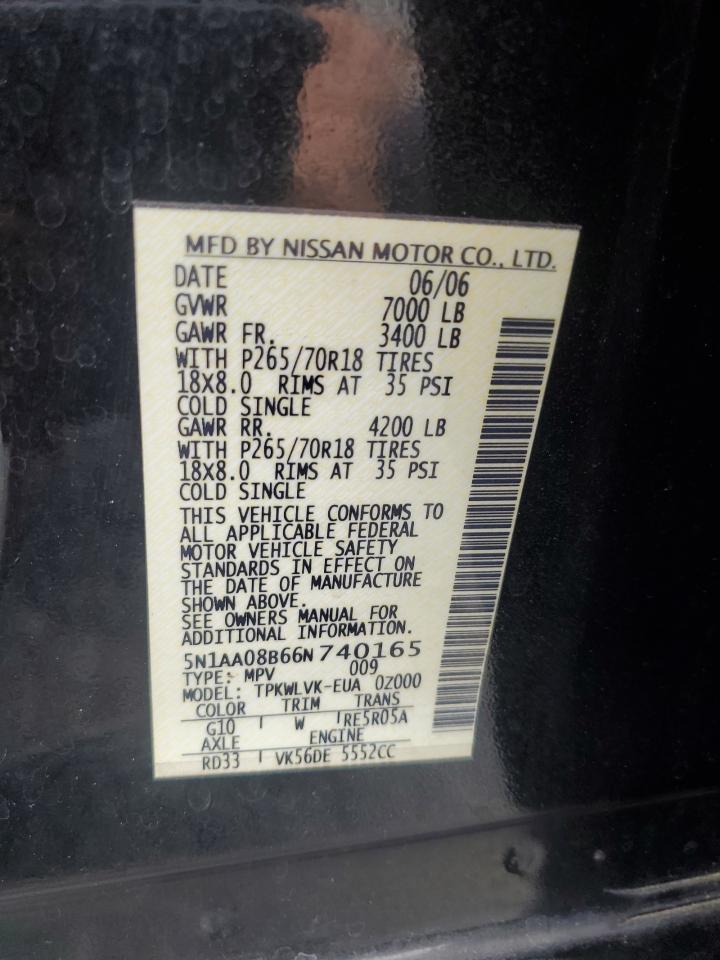 MFD BY NISSAN MOTOR CO., LTD.
DATE 06/06
GVWR 7000 LB
GAWR FR. 3400 LB
WITH P265/70R18 TIRES
18X8.0 RIMS AT 35 PSI
COLD SINGLE
GAWR RR. 4200 LB
WITH P265/70R18 TIRES
18X8.0 RIMS AT 35 PSI
COLD SINGLE
THIS VEHICLE CONFORMS TO
ALL APPLICABLE FEDERAL
MOTOR VEHICLE SAFETY
STANDARDS IN EFFECT ON
THE DATE OF MANUFACTURE
SHOWN ABOVE.
SEE OWNERS MANUAL FOR
ADDITIONAL INFORMATION.
5N1AA08B66N740165
TYPE: MPV 009
MODEL: TPKWLVK-EUA 0Z000
COLOR TRIM TRANS
G10 W RE5R05A
AXLE ENGINE
RD33 VK56DE 5552CC